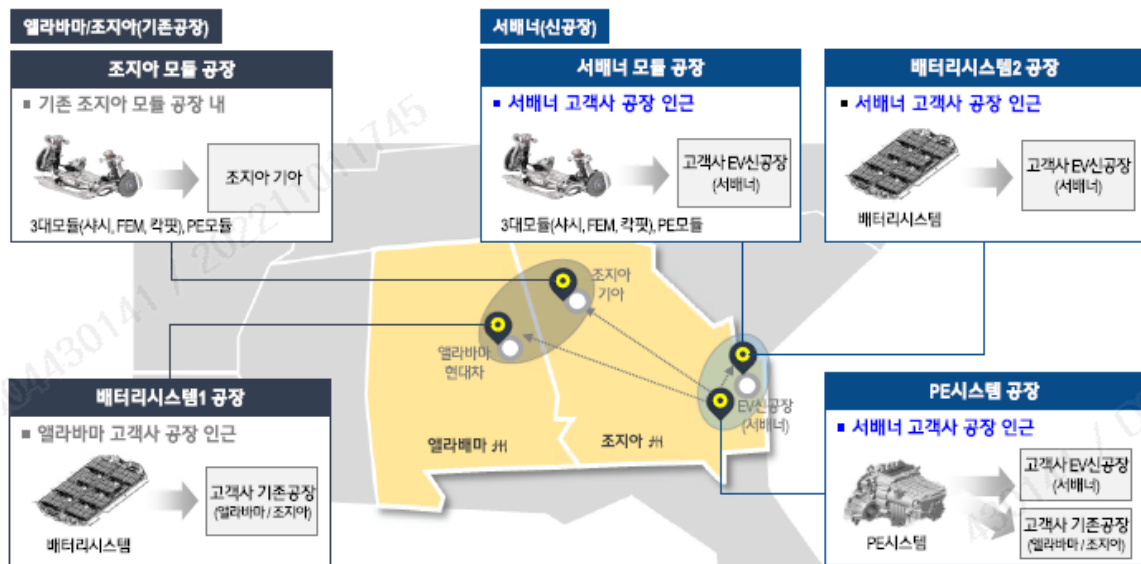 앨라바마/조지아(기존공장)
조지아 모듈 공장
▪ 기존 조지아 모듈 공장 내
조지아 기아
3대모듈(샤시, FEM, 칵핏), PE모듈
서배너(신공장)
서배너 모듈 공장
▪ 서배너 고객사 공장 인근
고객사 EV신공장
(서배너)
3대모듈(샤시, FEM, 칵핏), PE모듈
배터리시스템2 공장
▪ 서배너 고객사 공장 인근
고객사 EV신공장
(서배너)
배터리시스템
조지아
기아
앨라바마
현대차
EV신공장
(서배너)
앨라배마 州
조지아 州
배터리시스템1 공장
▪ 앨라바마 고객사 공장 인근
고객사 기존공장
(앨라바마 / 조지아)
배터리시스템
PE시스템 공장
▪ 서배너 고객사 공장 인근
고객사 EV신공장
(서배너)
고객사 기존공장
(앨라바마 / 조지아)
PE시스템
04430141 / 20221101174５